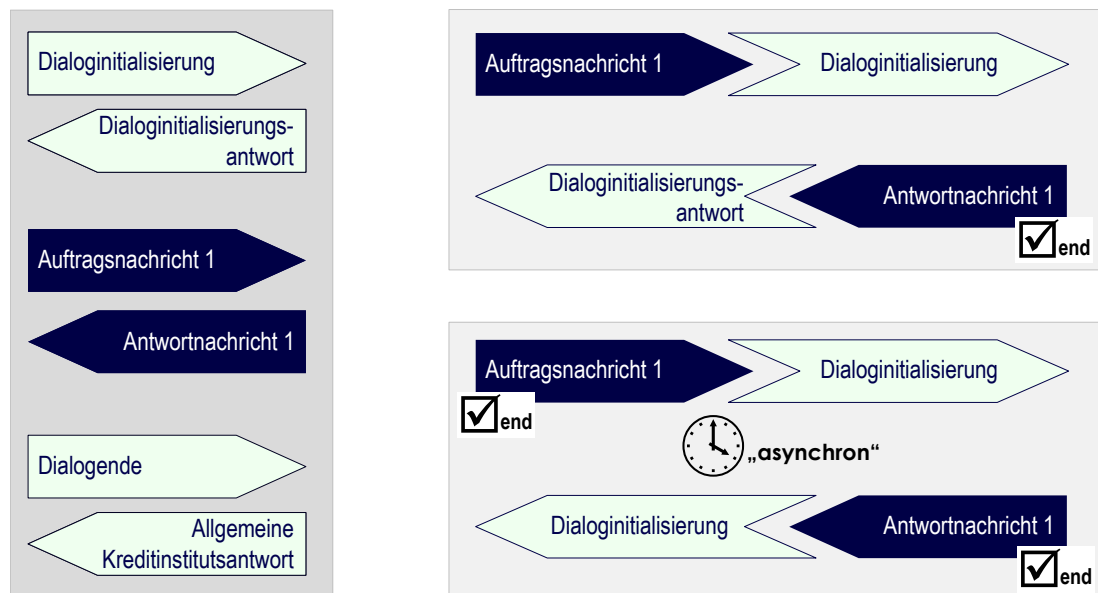 Dialoginitialisierung
Dialoginitialisierungs-
antwort
Auftragsnachricht 1
Antwortnachricht 1
Dialogende
Allgemeine
Kreditinstitutsantwort
Auftragsnachricht 1
Dialoginitialisierung
Dialoginitialisierungs-
antwort
Antwortnachricht 1
end
Auftragsnachricht 1
Dialoginitialisierung
end
„asynchron“
Dialoginitialisierung
Antwortnachricht 1
end